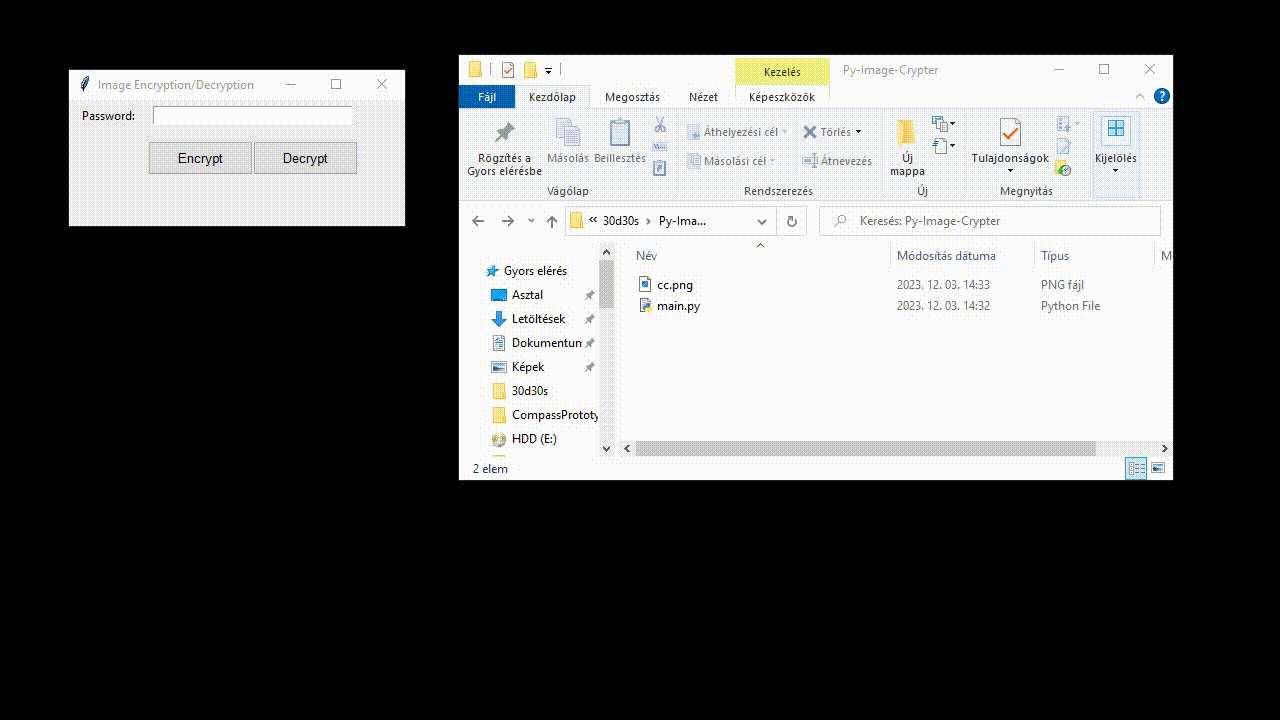 Image Encryption/Decryption
Password:
Encrypt Decrypt
Kezelés Py-Image-Crypter
Fájl Kezdőlap Megosztás Nézet Képeszközök
Rögzítés a Gyors elérésbe
Másolás
Beillesztés
Vágólap
Áthelyezési cél
Másolási cél
Törlés
Átnevezés
Rendszerezés
Új mappa
Új
Tulajdonságok
Megnyitás
Kijelölés
« 30d30s › Py-Ima... Keresés: Py-Image-Crypter
Név Módosítás dátuma Típus
cc.png 2023. 12. 03. 14:33 PNG fájl
main.py 2023. 12. 03. 14:32 Python File
Gyors elérés
Asztal
Letöltések
Dokumentum
Képek
30d30s
CompassPrototy
HDD (E:)
2 elem